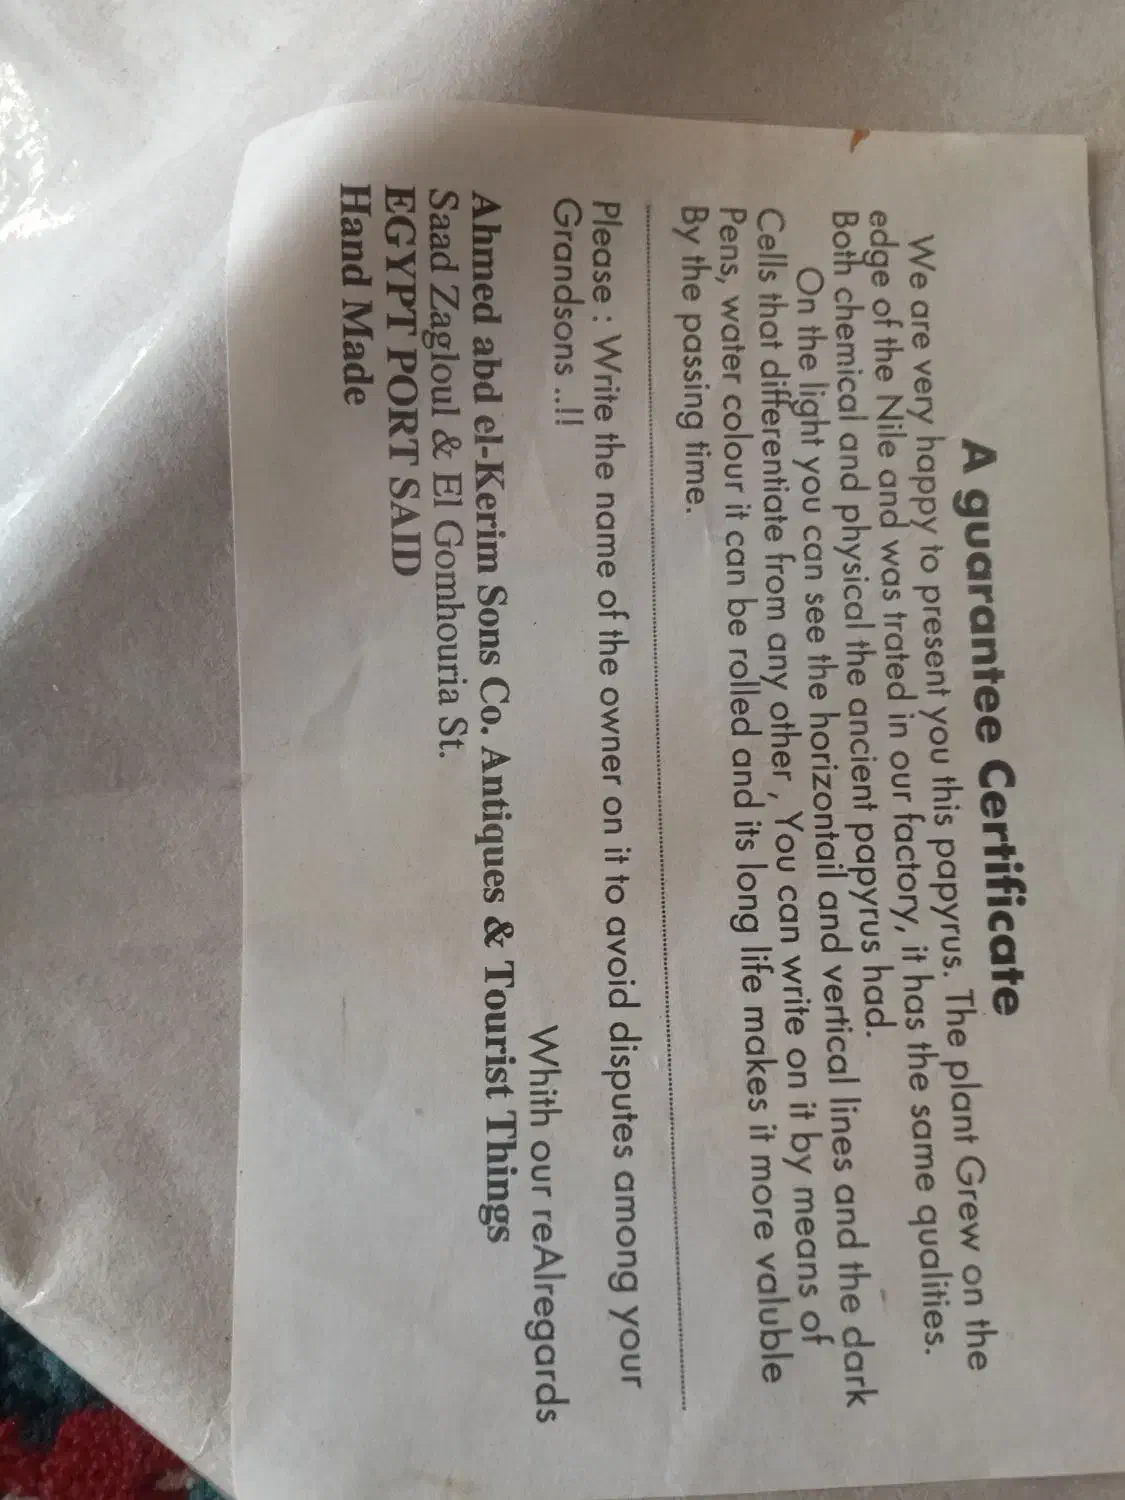 A guarantee Certificate
We are very happy to present you this papyrus. The plant Grew on the
edge of the Nile and was trated in our factory, it has the same qualities.
Both chemical and physical the ancient papyrus had.
On the light you can see the horizontail and vertical lines and the dark
Cells that differentiate from any other, You can write on it by means of
Pens, water colour it can be rolled and its long life makes it more valuble
By the passing time.
Please : Write the name of the owner on it to avoid disputes among your
Grandsons ..!!
Whith our reAlregards
Ahmed abd el-Kerim Sons Co. Antiques & Tourist Things
Saad Zagloul & El Gomhouria St.
EGYPT PORT SAID
Hand Made